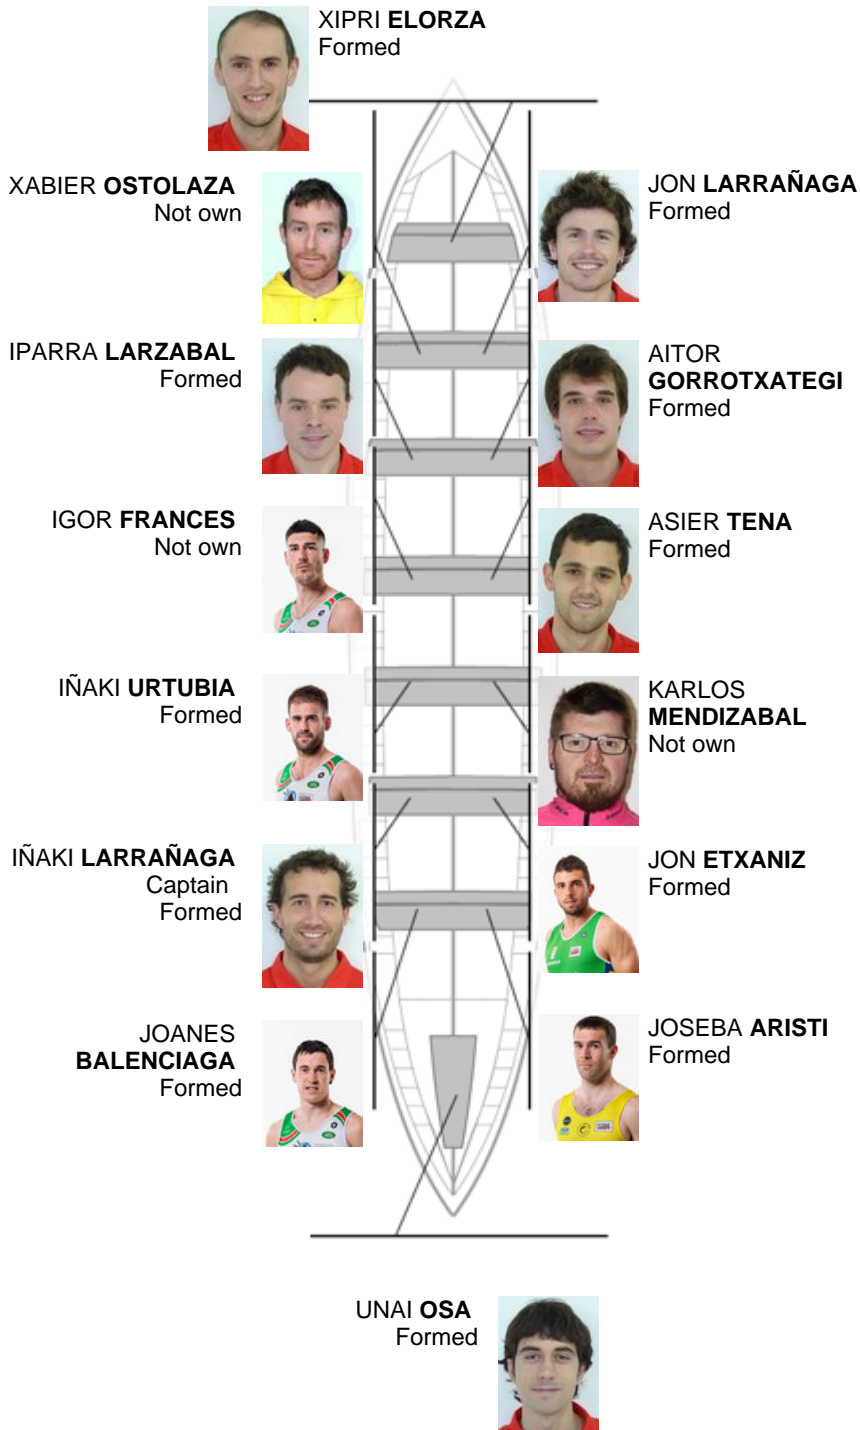 XIPRI ELORZA
Formed
XABIER OSTOLAZA
Not own
JON LARRAÑAGA
Formed
IPARRA LARZABAL
Formed
AITOR
GORROTXATEGI
Formed
IGOR FRANCES
Not own
ASIER TENA
Formed
IÑAKI URTUBIA
Formed
KARLOS
MENDIZABAL
Not own
IÑAKI LARRAÑAGA
Captain
Formed
JON ETXANIZ
Formed
JOANES
BALENCIAGA
Formed
JOSEBA ARISTI
Formed
UNAI OSA
Formed